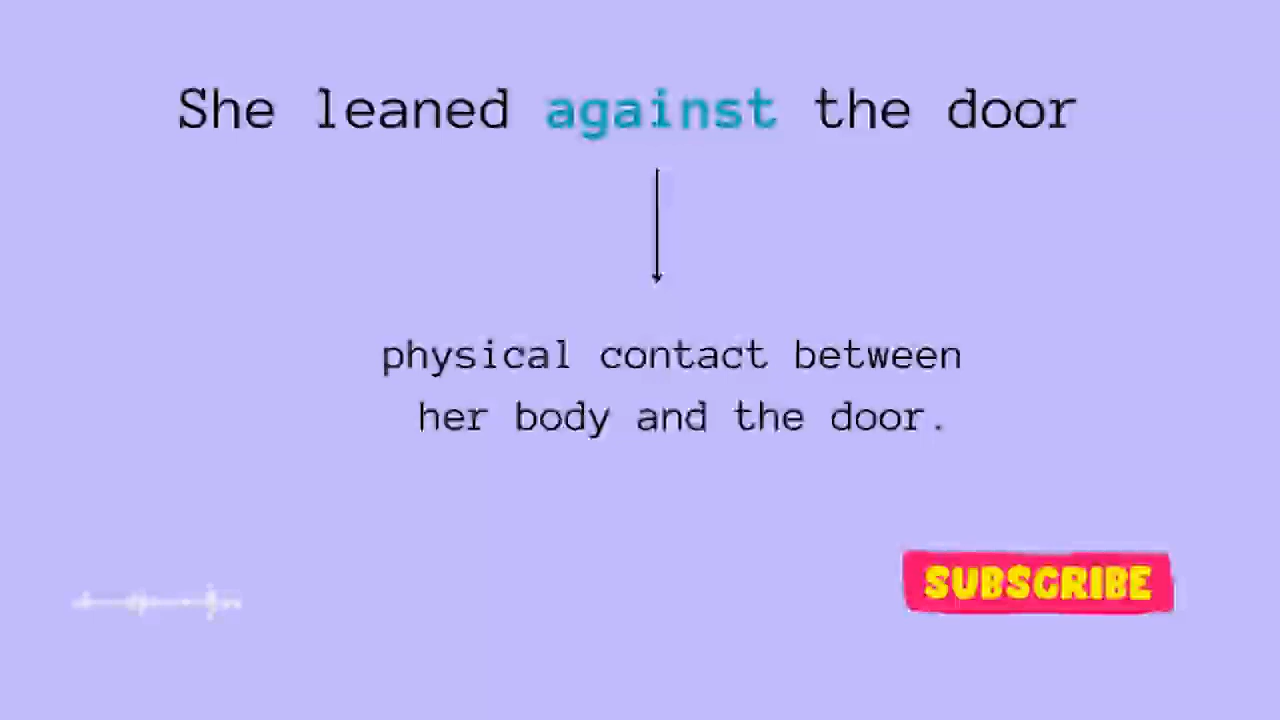 She leaned against the door
physical contact between
her body and the door.
SUBSCRIBE